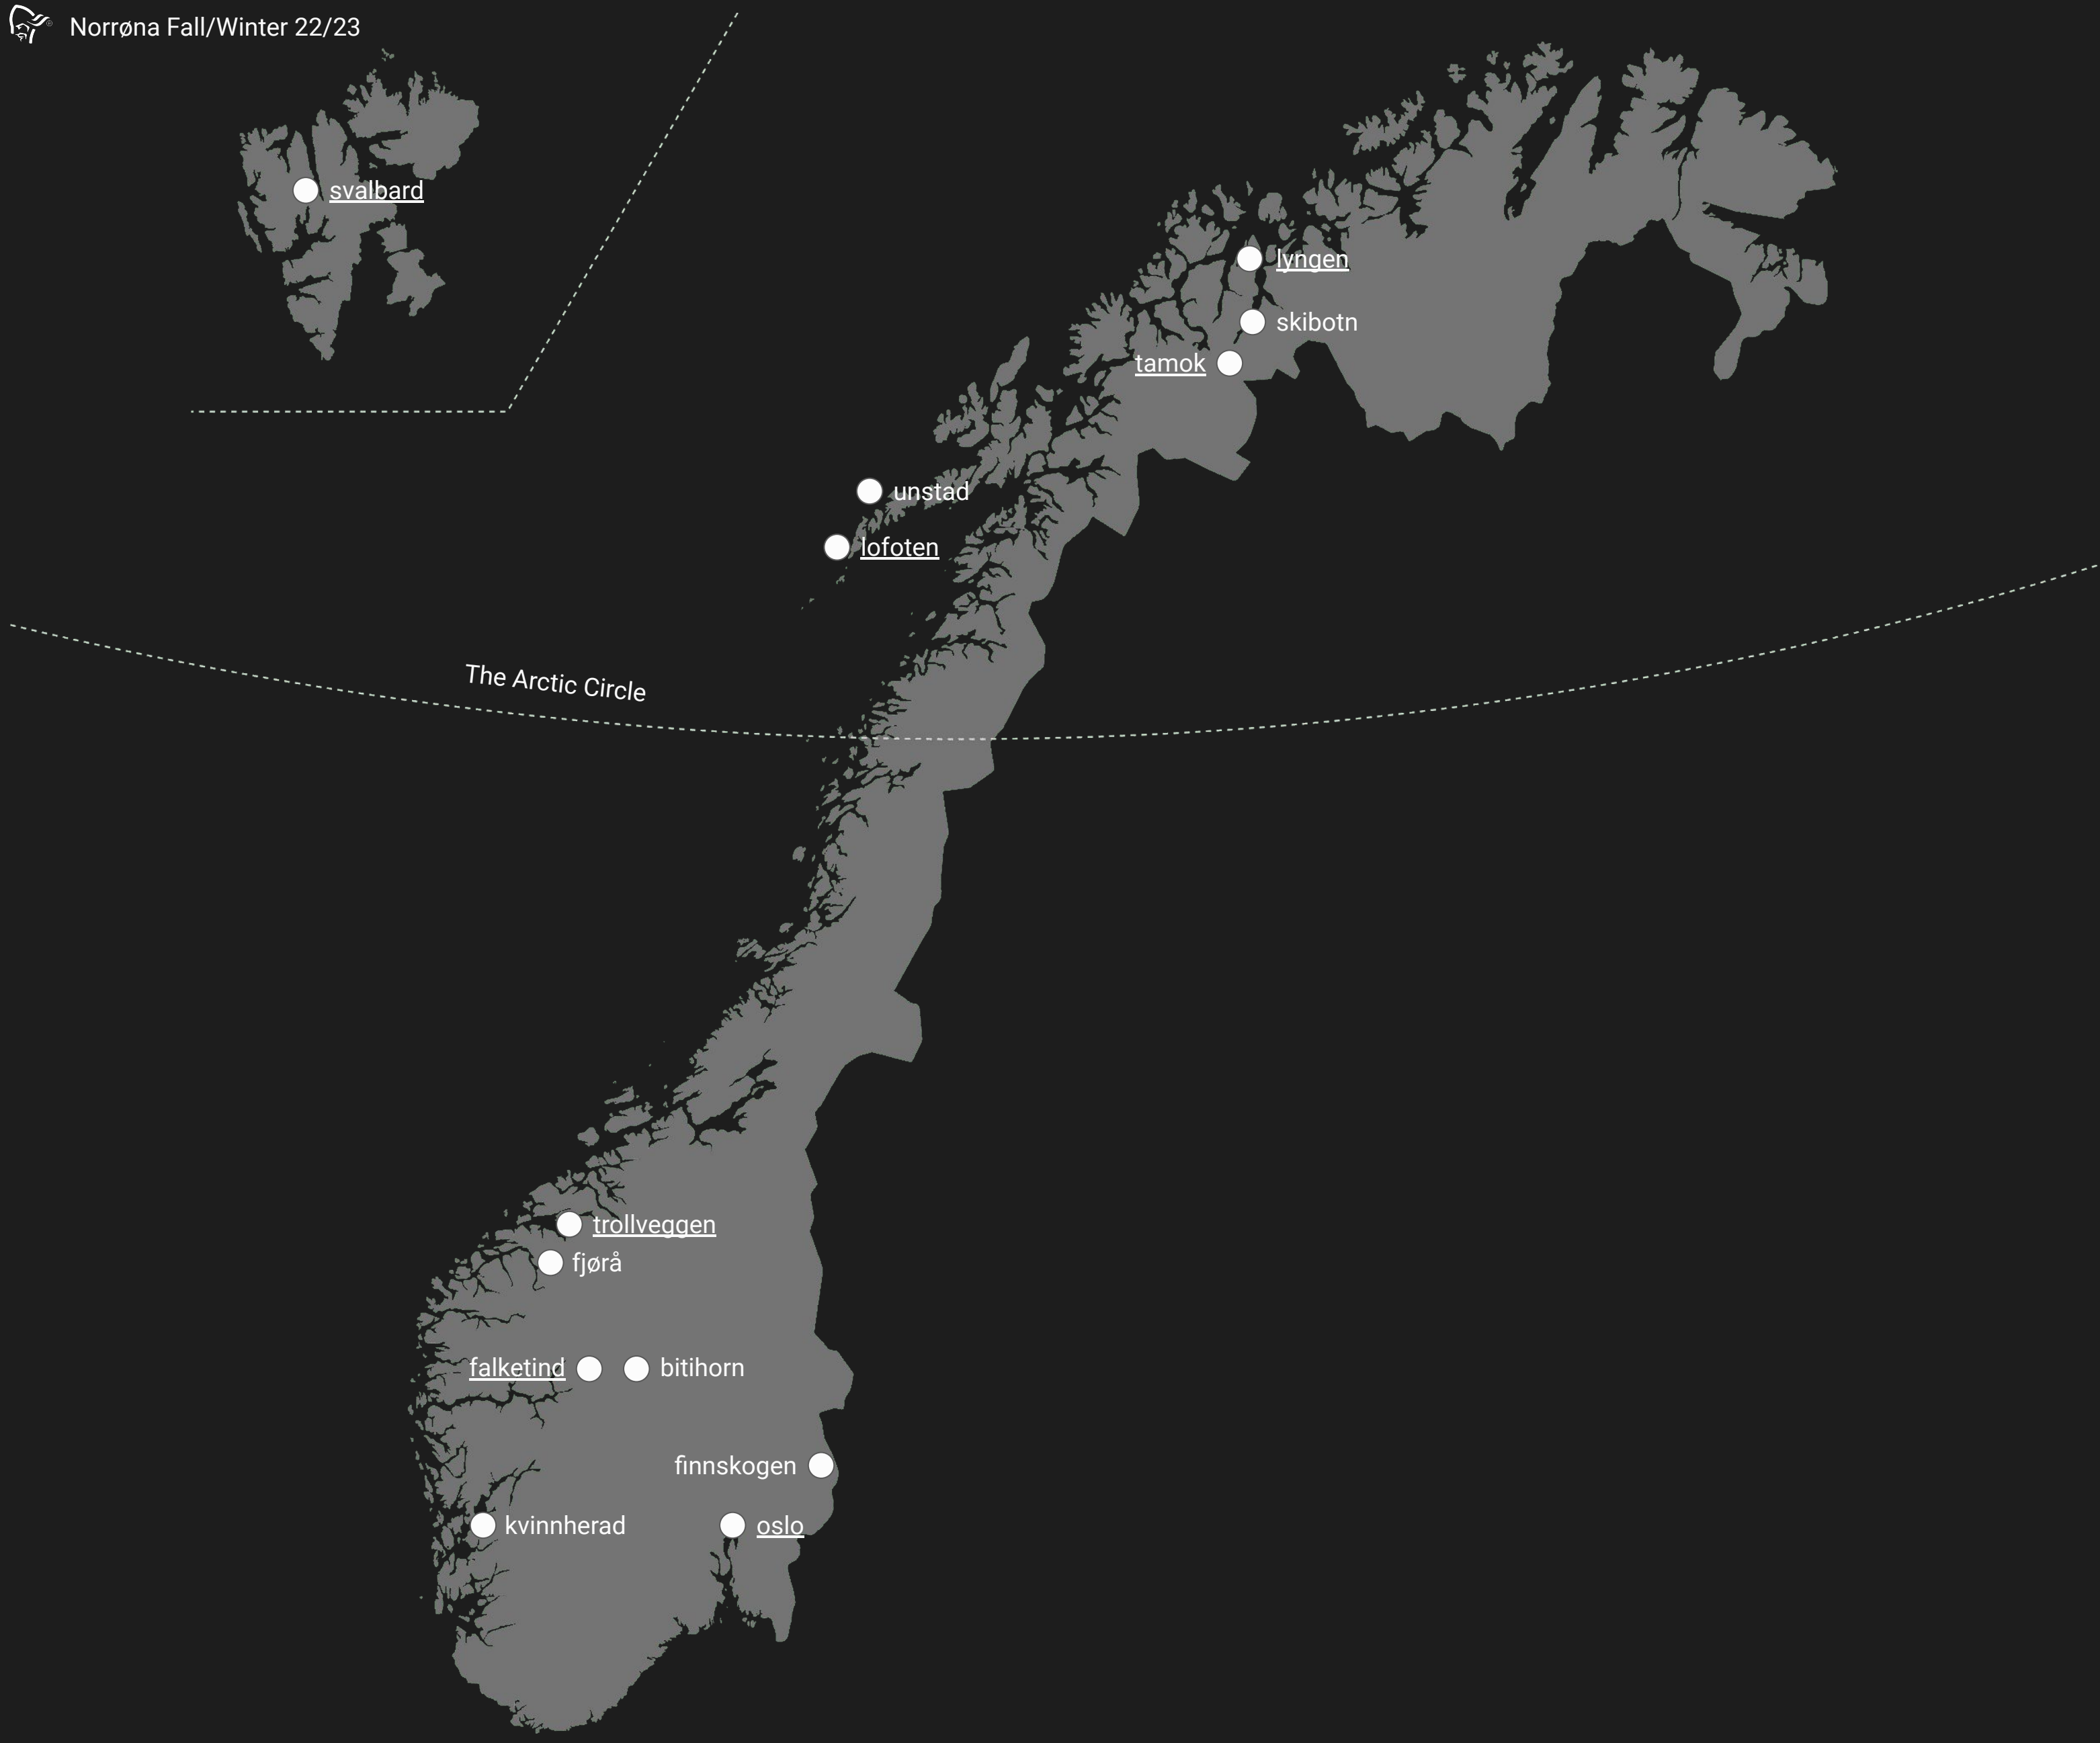 Norrøna Fall/Winter 22/23
svalbard
lyngen
skibotn
tamok
unstad
lofoten
The Arctic Circle
trollveggen
fjørå
falketind
bitihorn
finnskogen
kvinnherad
oslo